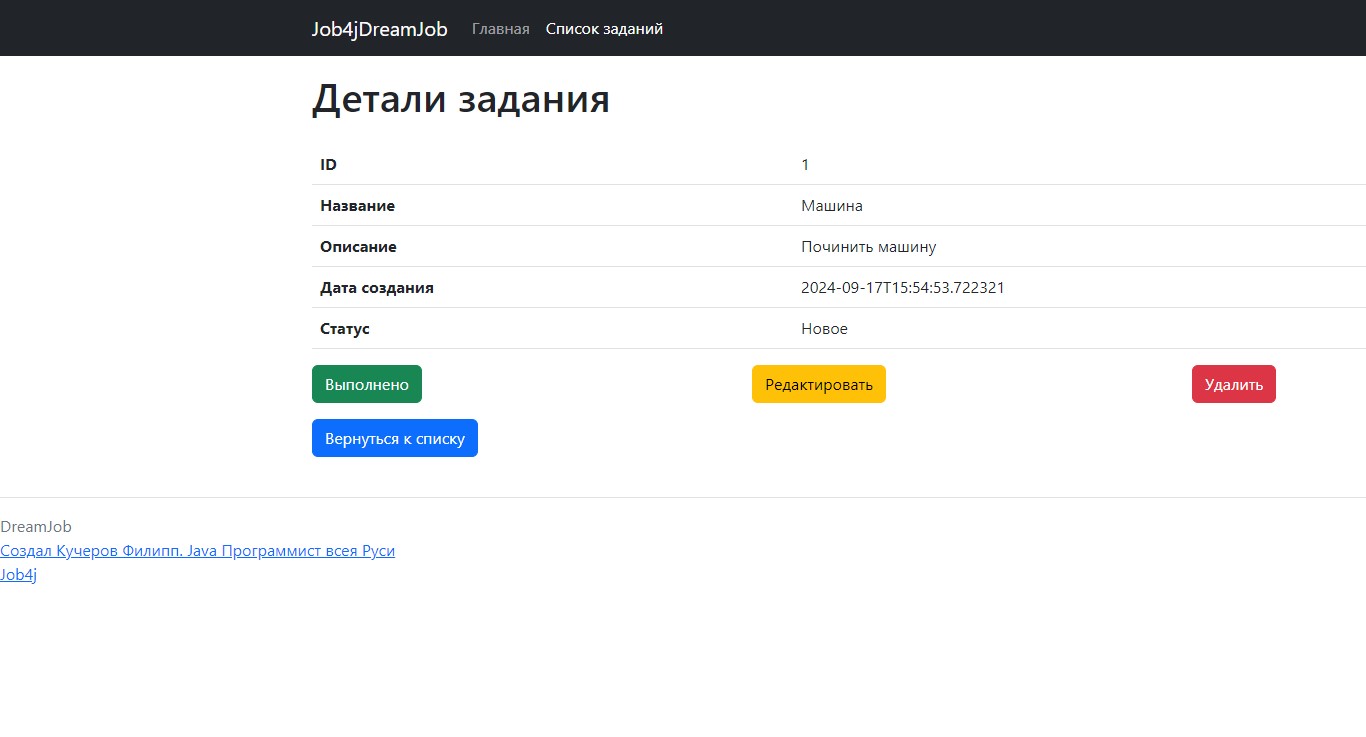 Job4jDreamJob Главная Список заданий
Детали задания
ID 1
Название Машина
Описание Починить машину
Дата создания 2024-09-17T15:54:53.722321
Статус Новое
Выполнено Редактировать Удалить
Вернуться к списку
DreamJob
Создал Кучеров Филипп. Java Программист всея Руси
Job4j